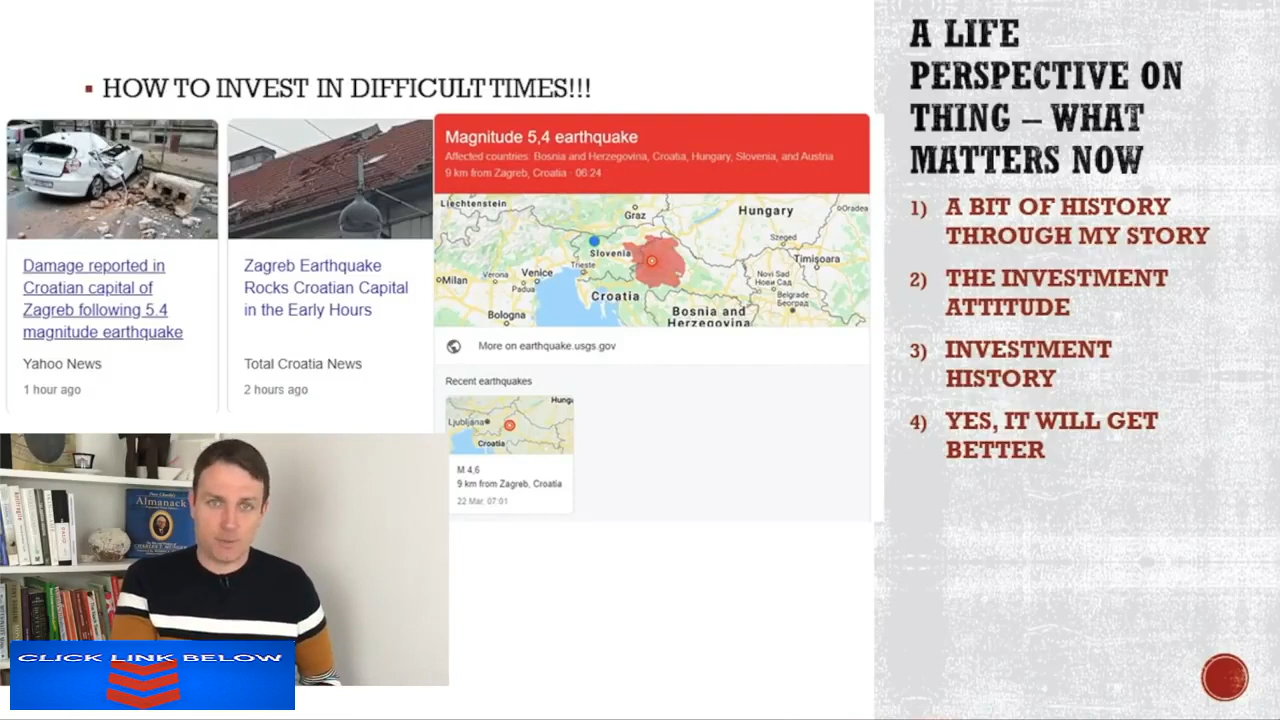 HOW TO INVEST IN DIFFICULT TIMES!!!
Damage reported in
Croatian capital of
Zagreb following 5.4
magnitude earthquake
Yahoo News
1 hour ago
Zagreb Earthquake
Rocks Croatian Capital
in the Early Hours
Total Croatia News
2 hours ago
Magnitude 5,4 earthquake
Affected countries: Bosnia and Herzegovina, Croatia, Hungary, Slovenia, and Austria
9 km from Zagreb, Croatia · 06:24
Liechtenstein
Graz
Hungary
Oradea
Slovenia
Szeged
Timișoara
Milan
Verona
Venice
Trieste
Padua
Novi Sad
Нови Сад
Croatia
Belgrade
Београд
Bologna
Bosnia and
Herzegovina
More on earthquake.usgs.gov
Recent earthquakes
Hung
Ljubljana
Croatia
M 4,6
9 km from Zagreb, Croatia
22 Mar, 07:01
Almanack
CLICK LINK BELOW
A LIFE
PERSPECTIVE ON
THING – WHAT
MATTERS NOW
1) A BIT OF HISTORY
THROUGH MY STORY
2) THE INVESTMENT
ATTITUDE
3) INVESTMENT
HISTORY
4) YES, IT WILL GET
BETTER